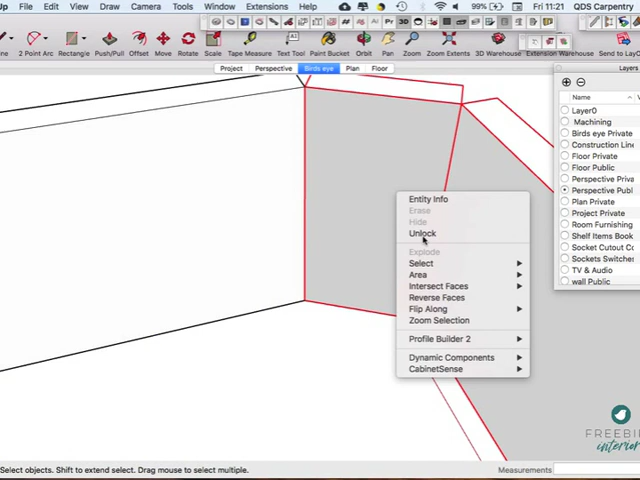 up File Edit View Draw Camera Tools Window Extensions Help 99% Fri 11:21 QDS Carpentry
2 Point Arc Rectangle Push/Pull Offset Move Rotate Scale Tape Measure Text Tool Paint Bucket Orbit Pan Zoom Zoom Extents 3D Warehouse Extension Warehouse Send to
Project Perspective Birds eye Plan Floor
Layers
Name
Layer0
Machining
Birds eye Private
Construction Line
Floor Private
Floor Public
Perspective Priva
Perspective Publ
Plan Private
Project Private
Room Furnishing
Shelf Items Book
Socket Cutout Co
Sockets Switches
TV & Audio
wall Public
Entity Info
Erase
Hide
Unlock
Explode
Select
Area
Intersect Faces
Reverse Faces
Flip Along
Zoom Selection
Profile Builder 2
Dynamic Components
CabinetSense
FREEBI
interior
Select objects. Shift to extend select. Drag mouse to select multiple. Measurements